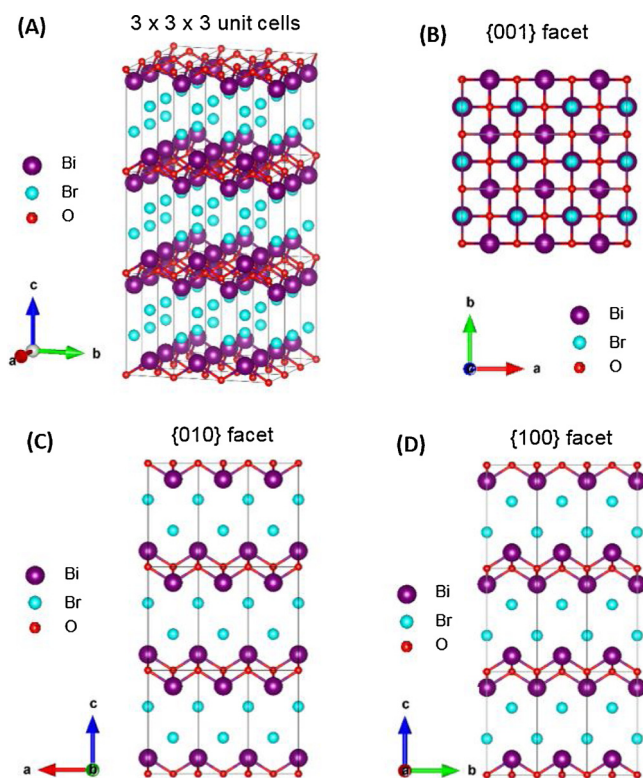 (A)
3 x 3 x 3 unit cells
Bi
Br
O
c
a
b
(B)
{001} facet
b
c
a
Bi
Br
O
(C)
{010} facet
Bi
Br
O
c
a
b
(D)
{100} facet
Bi
Br
O
c
a
b